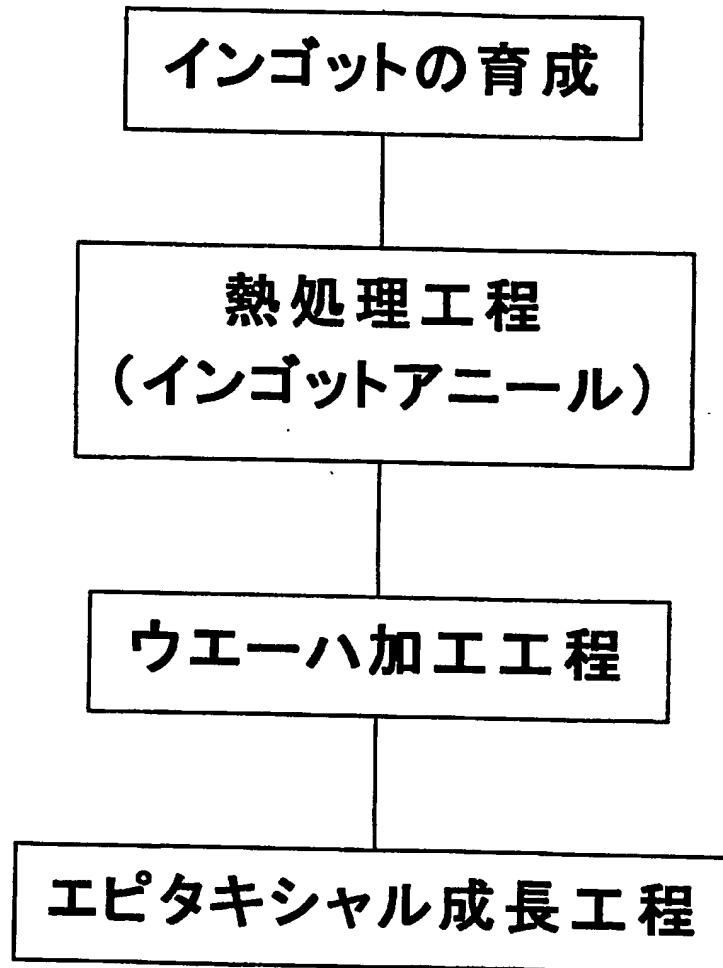 インゴットの育成
熱処理工程
(インゴットアニール)
ウエーハ加工工程
エピタキシャル成長工程